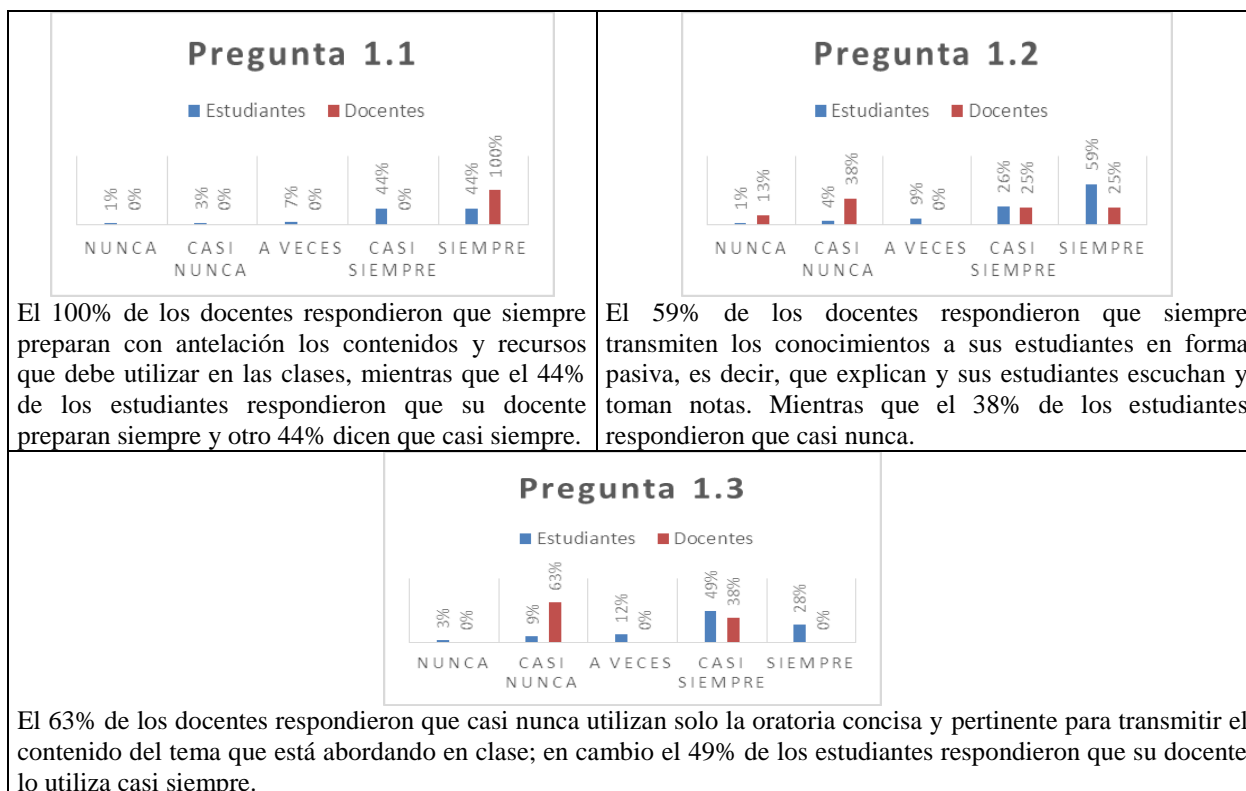 Pregunta 1.1
Estudiantes Docentes
1% 0% 3% 0% 7% 0% 44% 0% 44% 100%
NUNCA CASI NUNCA A VECES CASI SIEMPRE SIEMPRE
El 100% de los docentes respondieron que siempre
preparan con antelación los contenidos y recursos
que debe utilizar en las clases, mientras que el 44%
de los estudiantes respondieron que su docente
preparan siempre y otro 44% dicen que casi siempre.
Pregunta 1.2
Estudiantes Docentes
1% 13% 4% 38% 9% 0% 26% 25% 59% 25%
NUNCA CASI NUNCA A VECES CASI SIEMPRE SIEMPRE
El 59% de los docentes respondieron que siempre
transmiten los conocimientos a sus estudiantes en forma
pasiva, es decir, que explican y sus estudiantes escuchan y
toman notas. Mientras que el 38% de los estudiantes
respondieron que casi nunca.
Pregunta 1.3
Estudiantes Docentes
3% 0% 9% 63% 12% 0% 49% 38% 28% 0%
NUNCA CASI NUNCA A VECES CASI SIEMPRE SIEMPRE
El 63% de los docentes respondieron que casi nunca utilizan solo la oratoria concisa y pertinente para transmitir el
contenido del tema que está abordando en clase; en cambio el 49% de los estudiantes respondieron que su docente
lo utiliza casi siempre.